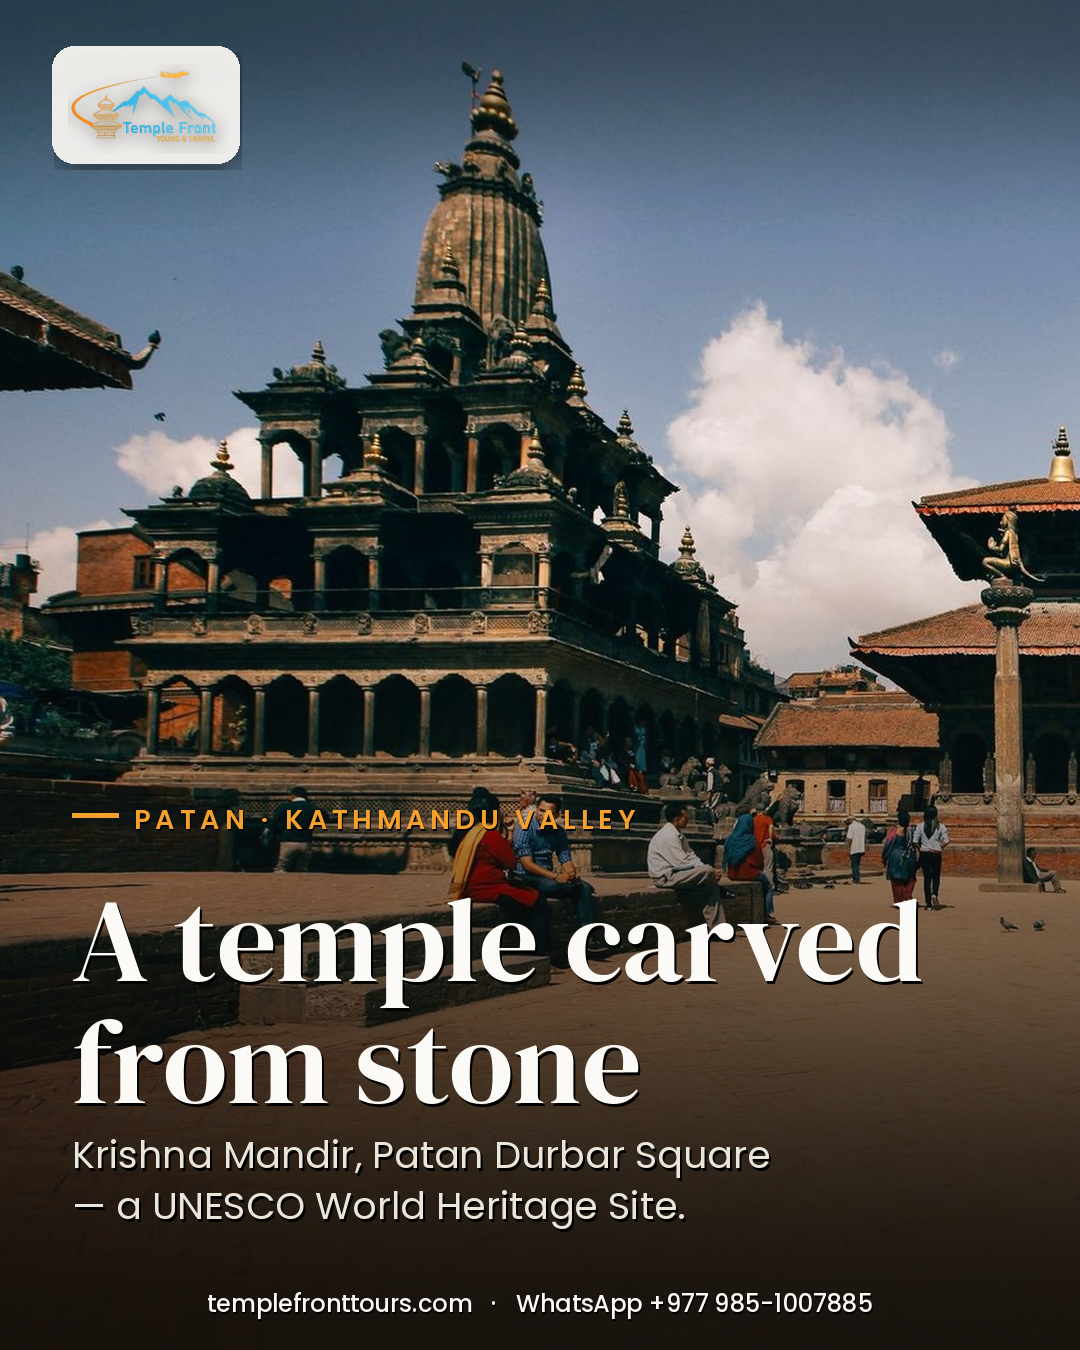 Temple Front
TOURS & TRAVEL
PATAN · KATHMANDU VALLEY
A temple carved
from stone
Krishna Mandir, Patan Durbar Square
— a UNESCO World Heritage Site.
templefronttours.com · WhatsApp +977 985-1007885